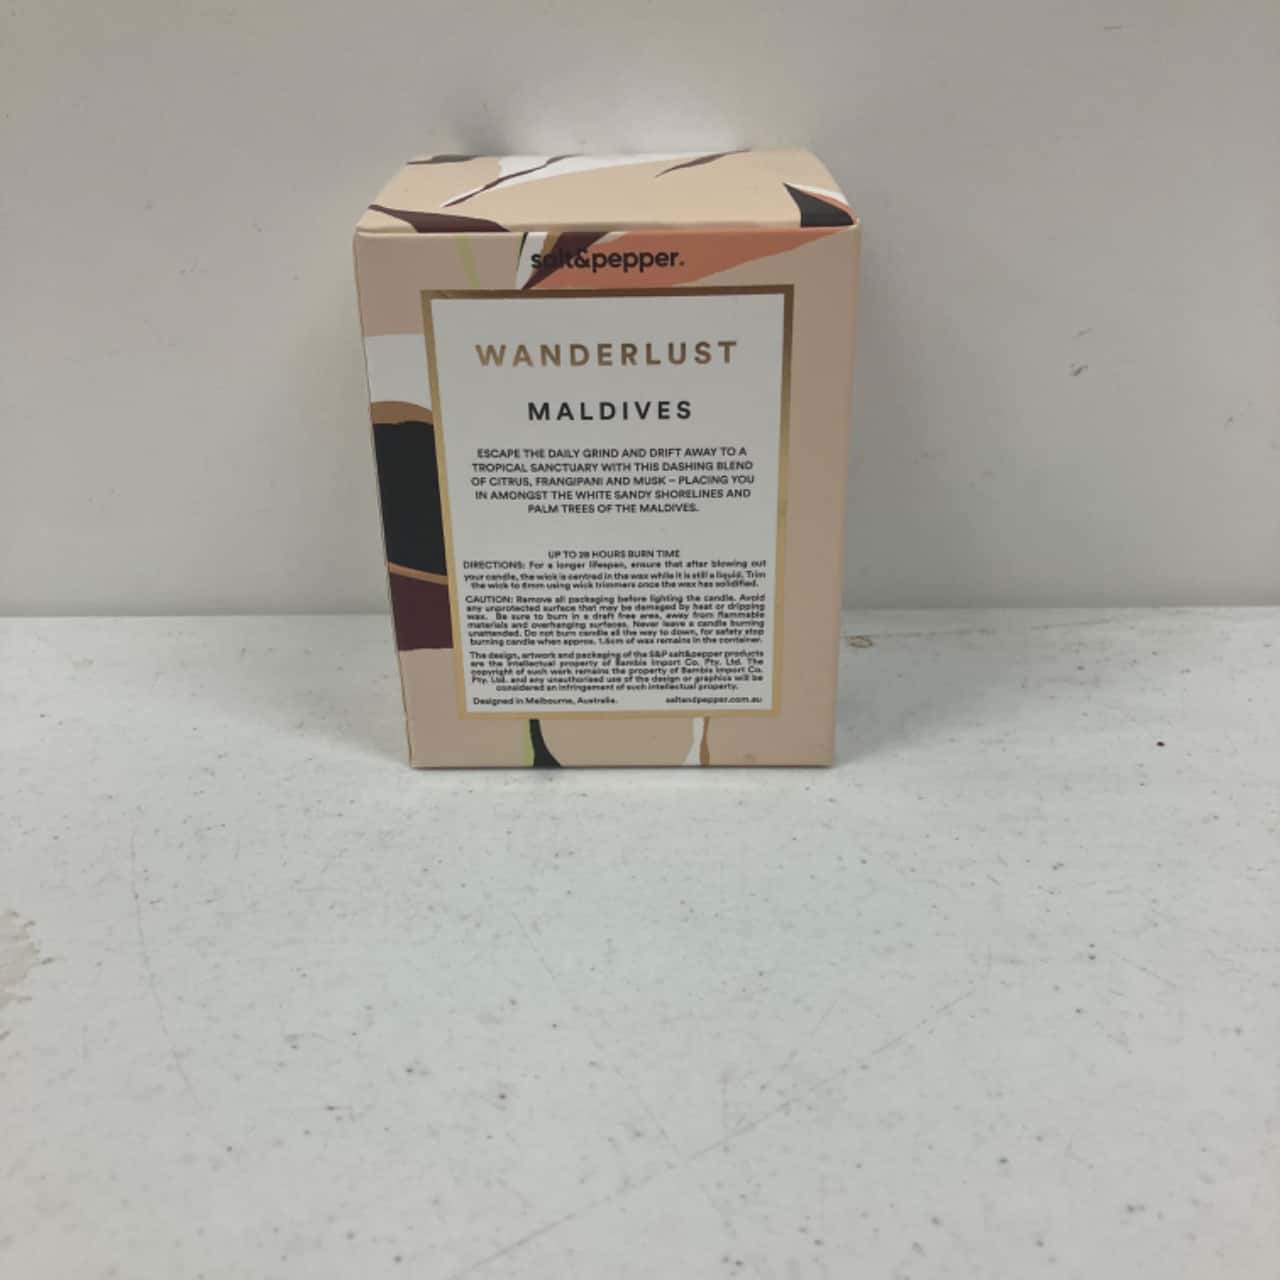 salt&pepper.
WANDERLUST
MALDIVES
ESCAPE THE DAILY GRIND AND DRIFT AWAY TO A
TROPICAL SANCTUARY WITH THIS DASHING BLEND
OF CITRUS, FRANGIPANI AND MUSK – PLACING YOU
IN AMONGST THE WHITE SANDY SHORELINES AND
PALM TREES OF THE MALDIVES.
UP TO 28 HOURS BURN TIME
DIRECTIONS: For a longer lifespan, ensure that after blowing out
your candle, the wick is centred in the wax while it is still a liquid. Trim
the wick to 6mm using wick trimmers once the wax has solidified.
CAUTION: Remove all packaging before lighting the candle. Avoid
any unprotected surface that may be damaged by heat or dripping
wax. Be sure to burn in a draft free area, away from flammable
materials and overhanging surfaces. Never leave a candle burning
unattended. Do not burn candle all the way to down, for safety stop
burning candle when approx. 1.5cm of wax remains in the container.
The design, artwork and packaging of the S&P salt&pepper products
are the intellectual property of Bambis Import Co. Pty. Ltd. The
copyright of such work remains the property of Bambis Import Co.
Pty. Ltd. and any unauthorised use of the design or graphics will be
considered an infringement of such intellectual property.
Designed in Melbourne, Australia. saltandpepper.com.au